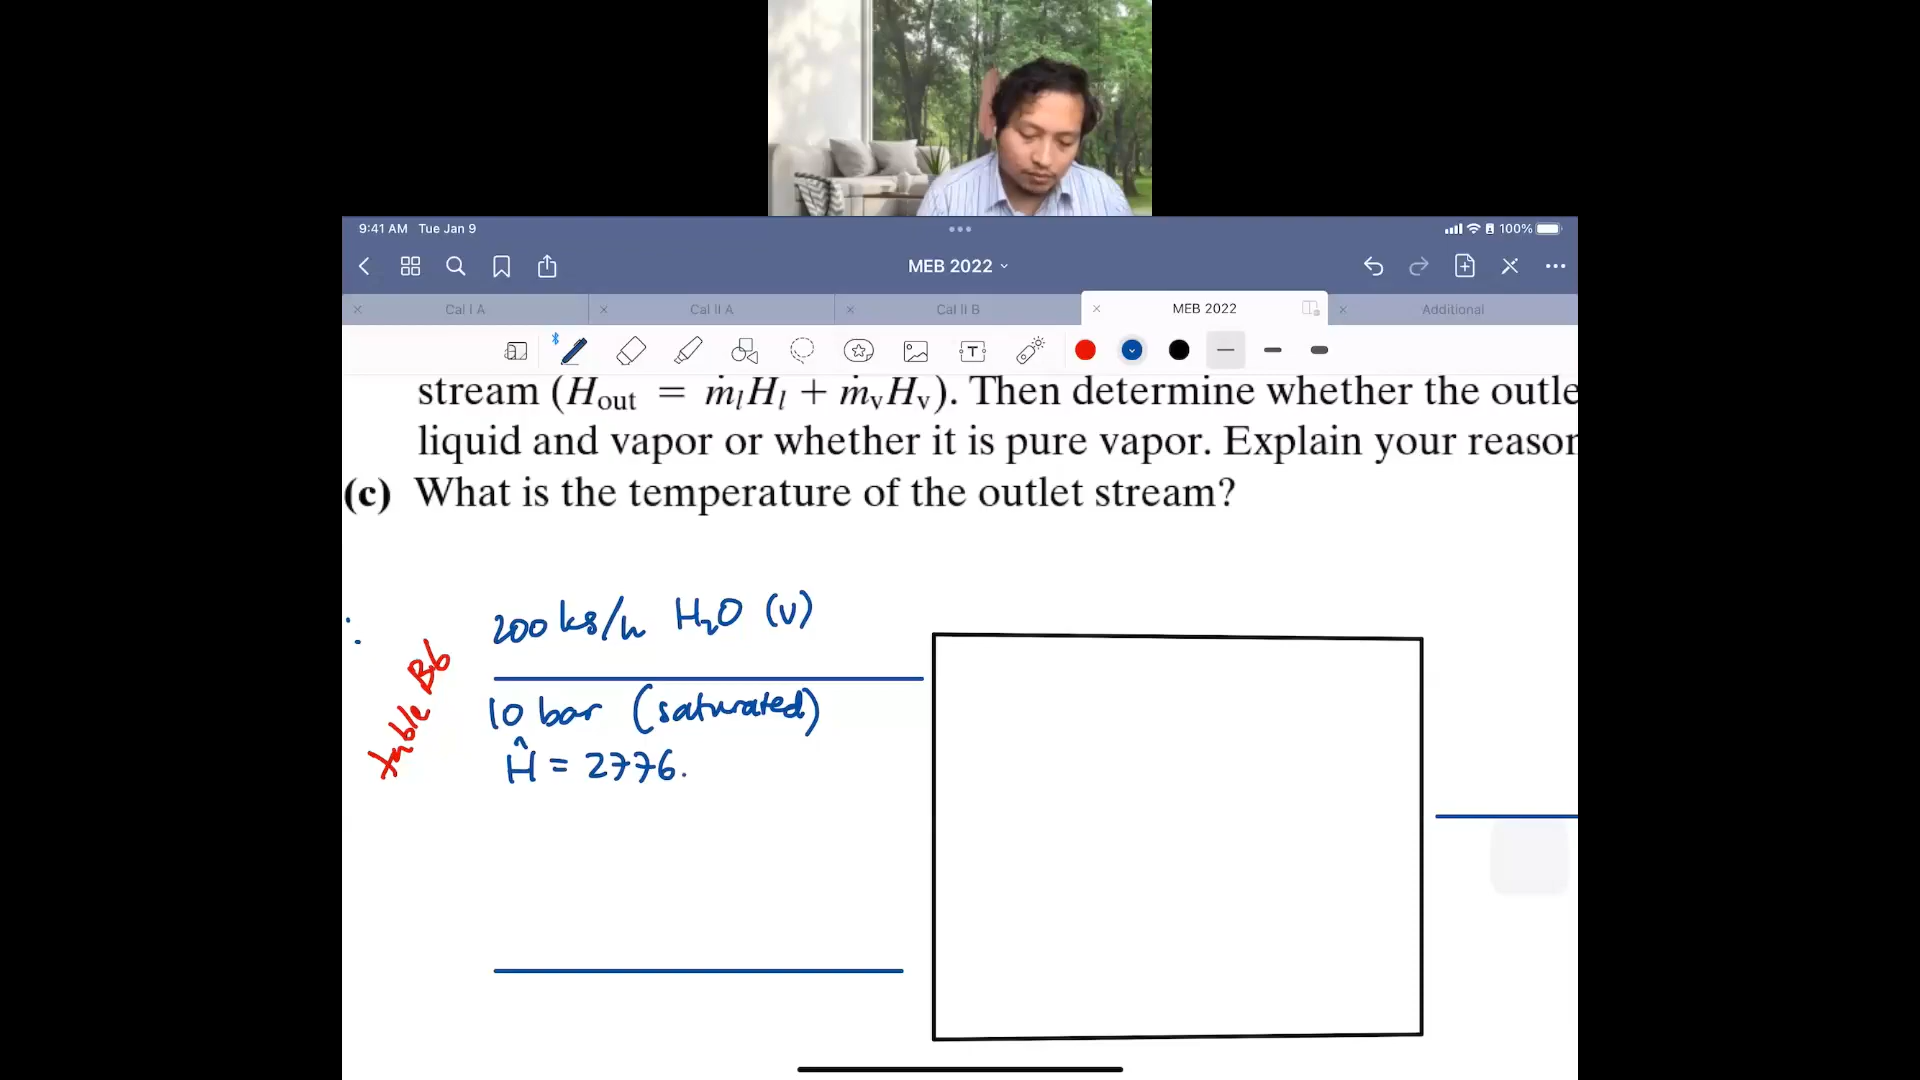 9:41 AM Tue Jan 9
100%
MEB 2022
Cal I A
Cal II A
Cal II B
MEB 2022
Additional
T
stream (Hout = ṁlHl + ṁvHv). Then determine whether the outle
liquid and vapor or whether it is pure vapor. Explain your reason
(c) What is the temperature of the outlet stream?
200 kg/h H2O (v)
table B6
10 bar (saturated)
Ĥ = 2776.